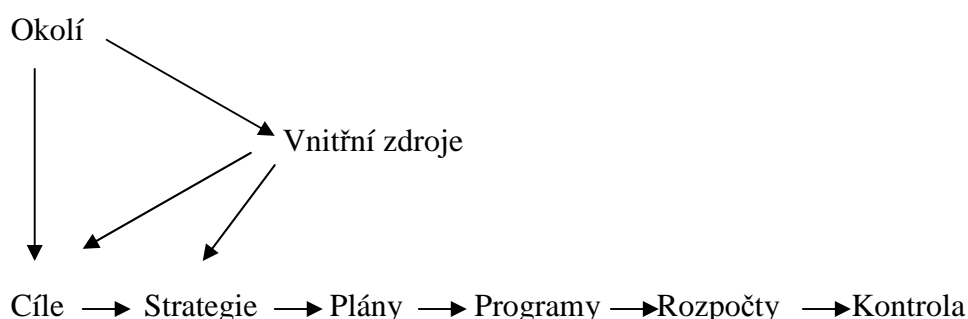 Okolí
Vnitřní zdroje
Cíle Strategie Plány Programy Rozpočty Kontrola